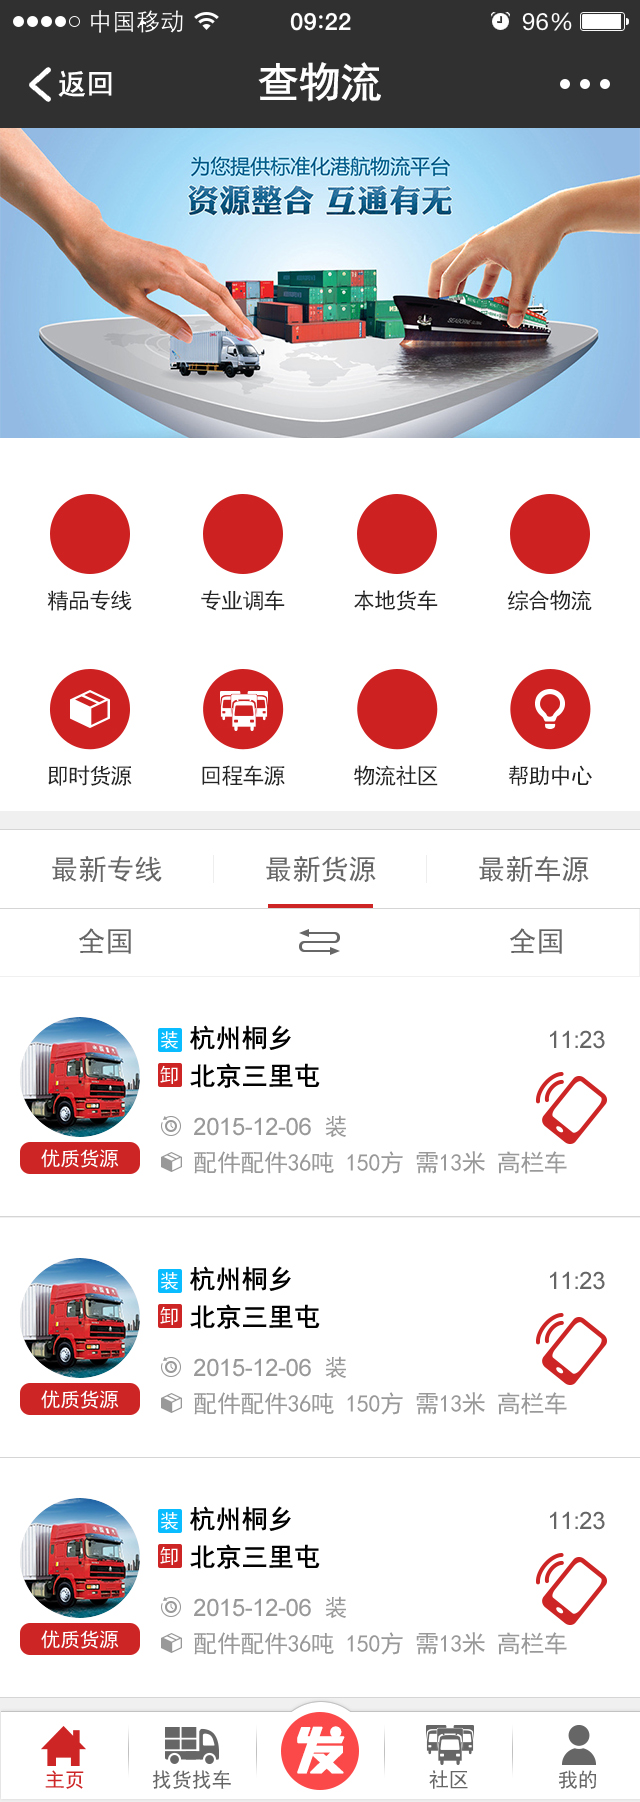 中国移动 09:22 96%
返回 查物流
为您提供标准化港航物流平台
资源整合 互通有无
精品专线 专业调车 本地货车 综合物流
即时货源 回程车源 物流社区 帮助中心
最新专线 最新货源 最新车源
全国 全国
装 杭州桐乡 11:23
卸 北京三里屯
2015-12-06 装
优质货源
配件配件36吨 150方 需13米 高栏车
装 杭州桐乡 11:23
卸 北京三里屯
2015-12-06 装
优质货源
配件配件36吨 150方 需13米 高栏车
装 杭州桐乡 11:23
卸 北京三里屯
2015-12-06 装
优质货源
配件配件36吨 150方 需13米 高栏车
发
主页 找货找车 社区 我的